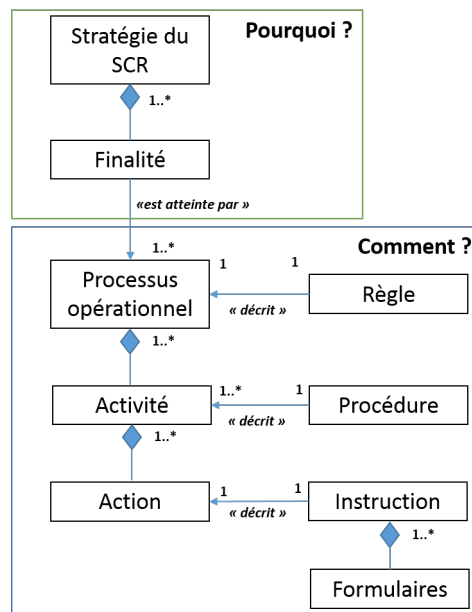 Pourquoi ?
Stratégie du
SCR
1..*
Finalité
«est atteinte par »
Comment ?
1..*
Processus
opérationnel
1
1
« décrit »
Règle
1..*
Activité
1..*
1
« décrit »
Procédure
1..*
Action
1
1
« décrit »
Instruction
1..*
Formulaires